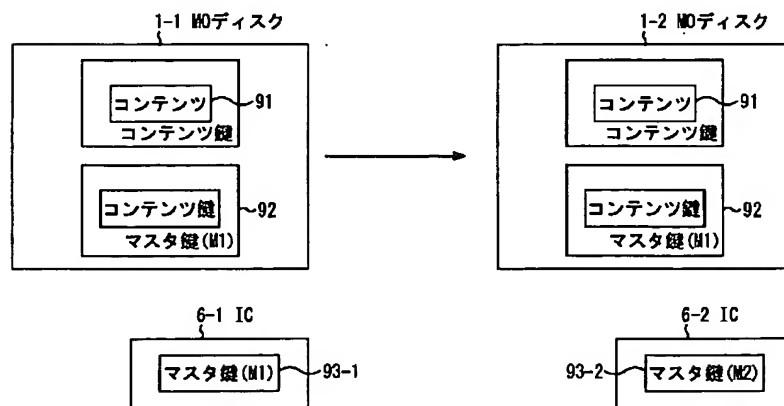 1-1 MOディスク
コンテンツ
91
コンテンツ鍵
コンテンツ鍵
92
マスタ鍵(M1)
6-1 IC
マスタ鍵(M1)
93-1
1-2 MOディスク
コンテンツ
91
コンテンツ鍵
コンテンツ鍵
92
マスタ鍵(M1)
6-2 IC
93-2
マスタ鍵(M2)